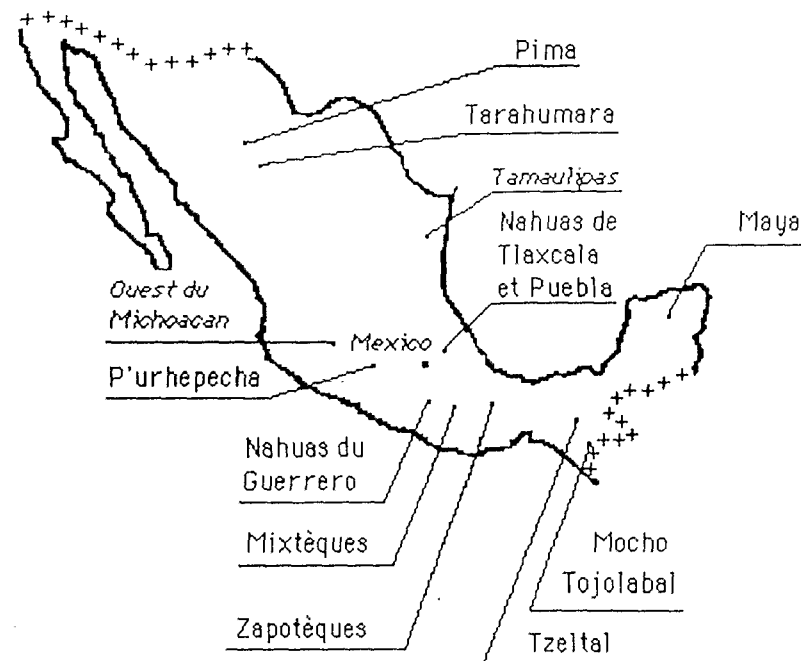 Pima
Tarahumara
Tamaulipas
Nahuas de
Tlaxcala
et Puebla
Maya
Ouest du
Michoacan
Mexico
P'urhepecha
Nahuas du
Guerrero
Mixtèques
Mocho
Tojolabal
Zapotèques
Tzeltal